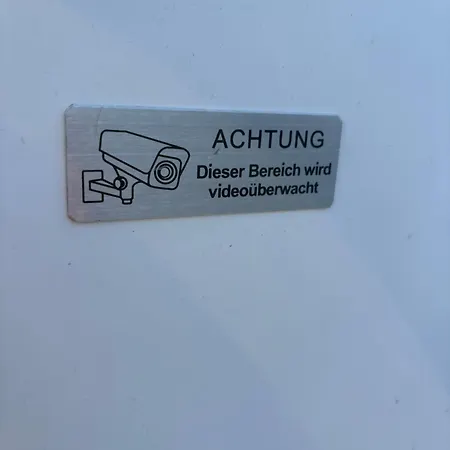 ACHTUNG
Dieser Bereich wird
videoüberwacht